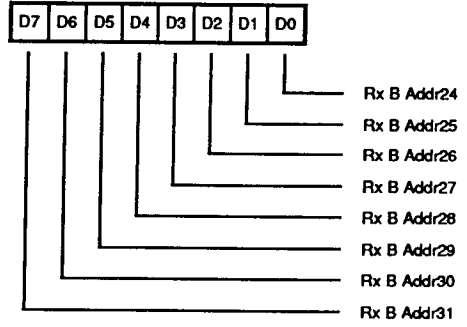 D7 D6 D5 D4 D3 D2 D1 D0
Rx B Addr24
Rx B Addr25
Rx B Addr26
Rx B Addr27
Rx B Addr28
Rx B Addr29
Rx B Addr30
Rx B Addr31